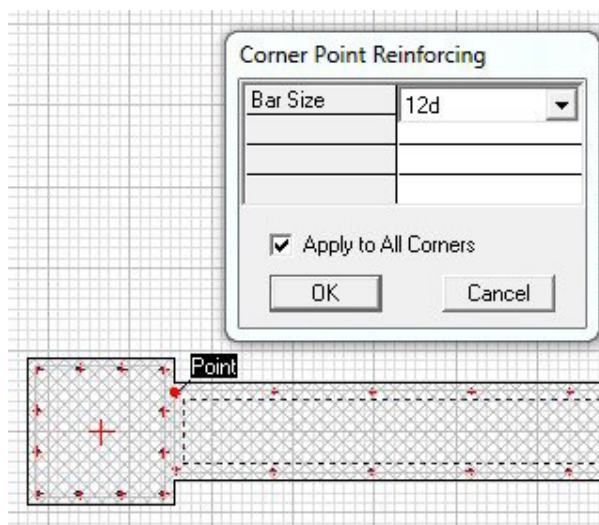 Corner Point Reinforcing
Bar Size 12d
Apply to All Corners
OK Cancel
Point